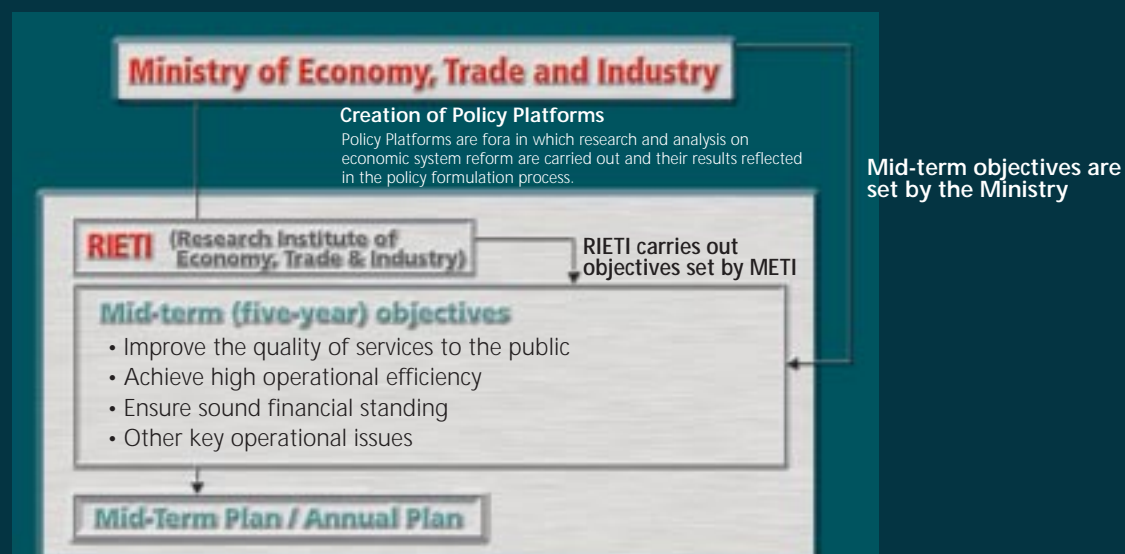 Ministry of Economy, Trade and Industry
Creation of Policy Platforms
Policy Platforms are fora in which research and analysis on
economic system reform are carried out and their results reflected
in the policy formulation process.
Mid-term objectives are
set by the Ministry
RIETI (Research Institute of
Economy, Trade & Industry)
RIETI carries out
objectives set by METI
Mid-term (five-year) objectives
• Improve the quality of services to the public
• Achieve high operational efficiency
• Ensure sound financial standing
• Other key operational issues
Mid-Term Plan / Annual Plan